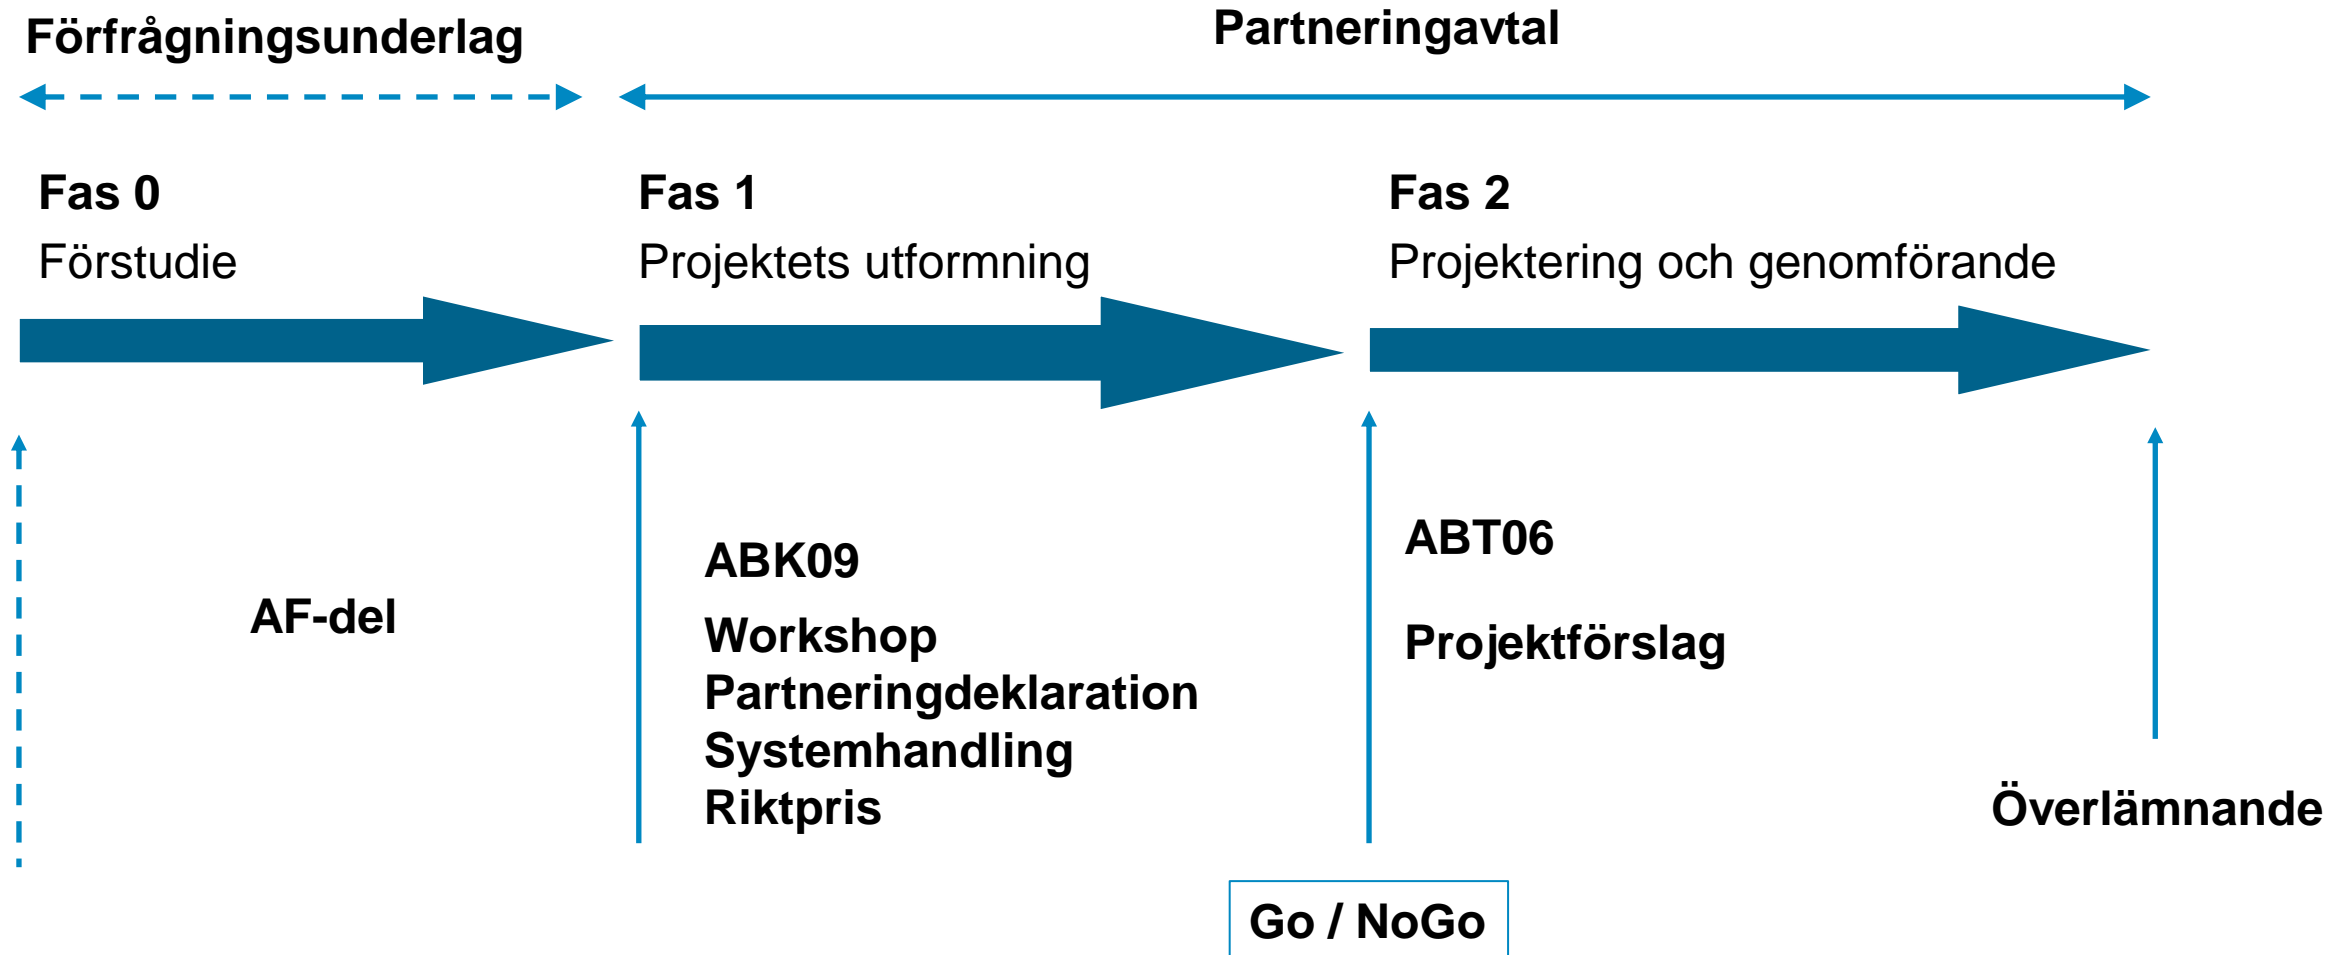 Förfrågningsunderlag
Partneringavtal
Fas 0
Förstudie
Fas 1
Projektets utformning
Fas 2
Projektering och genomförande
AF-del
ABK09
Workshop
Partneringdeklaration
Systemhandling
Riktpris
ABT06
Projektförslag
Överlämnande
Go / NoGo